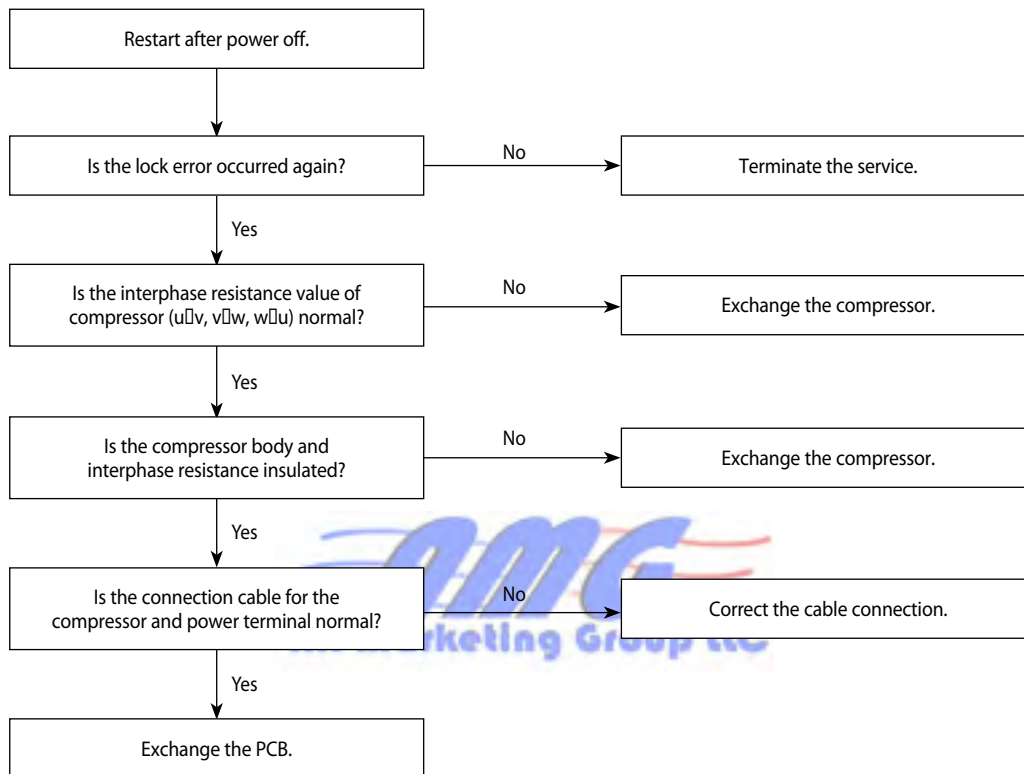 Restart after power off.
Is the lock error occurred again?
No
Terminate the service.
Yes
Is the interphase resistance value of
compressor (u▯v, v▯w, w▯u) normal?
No
Exchange the compressor.
Yes
Is the compressor body and
interphase resistance insulated?
No
Exchange the compressor.
Yes
AMG
Is the connection cable for the
compressor and power terminal normal?
No
Correct the cable connection.
Marketing Group LLC
Yes
Exchange the PCB.